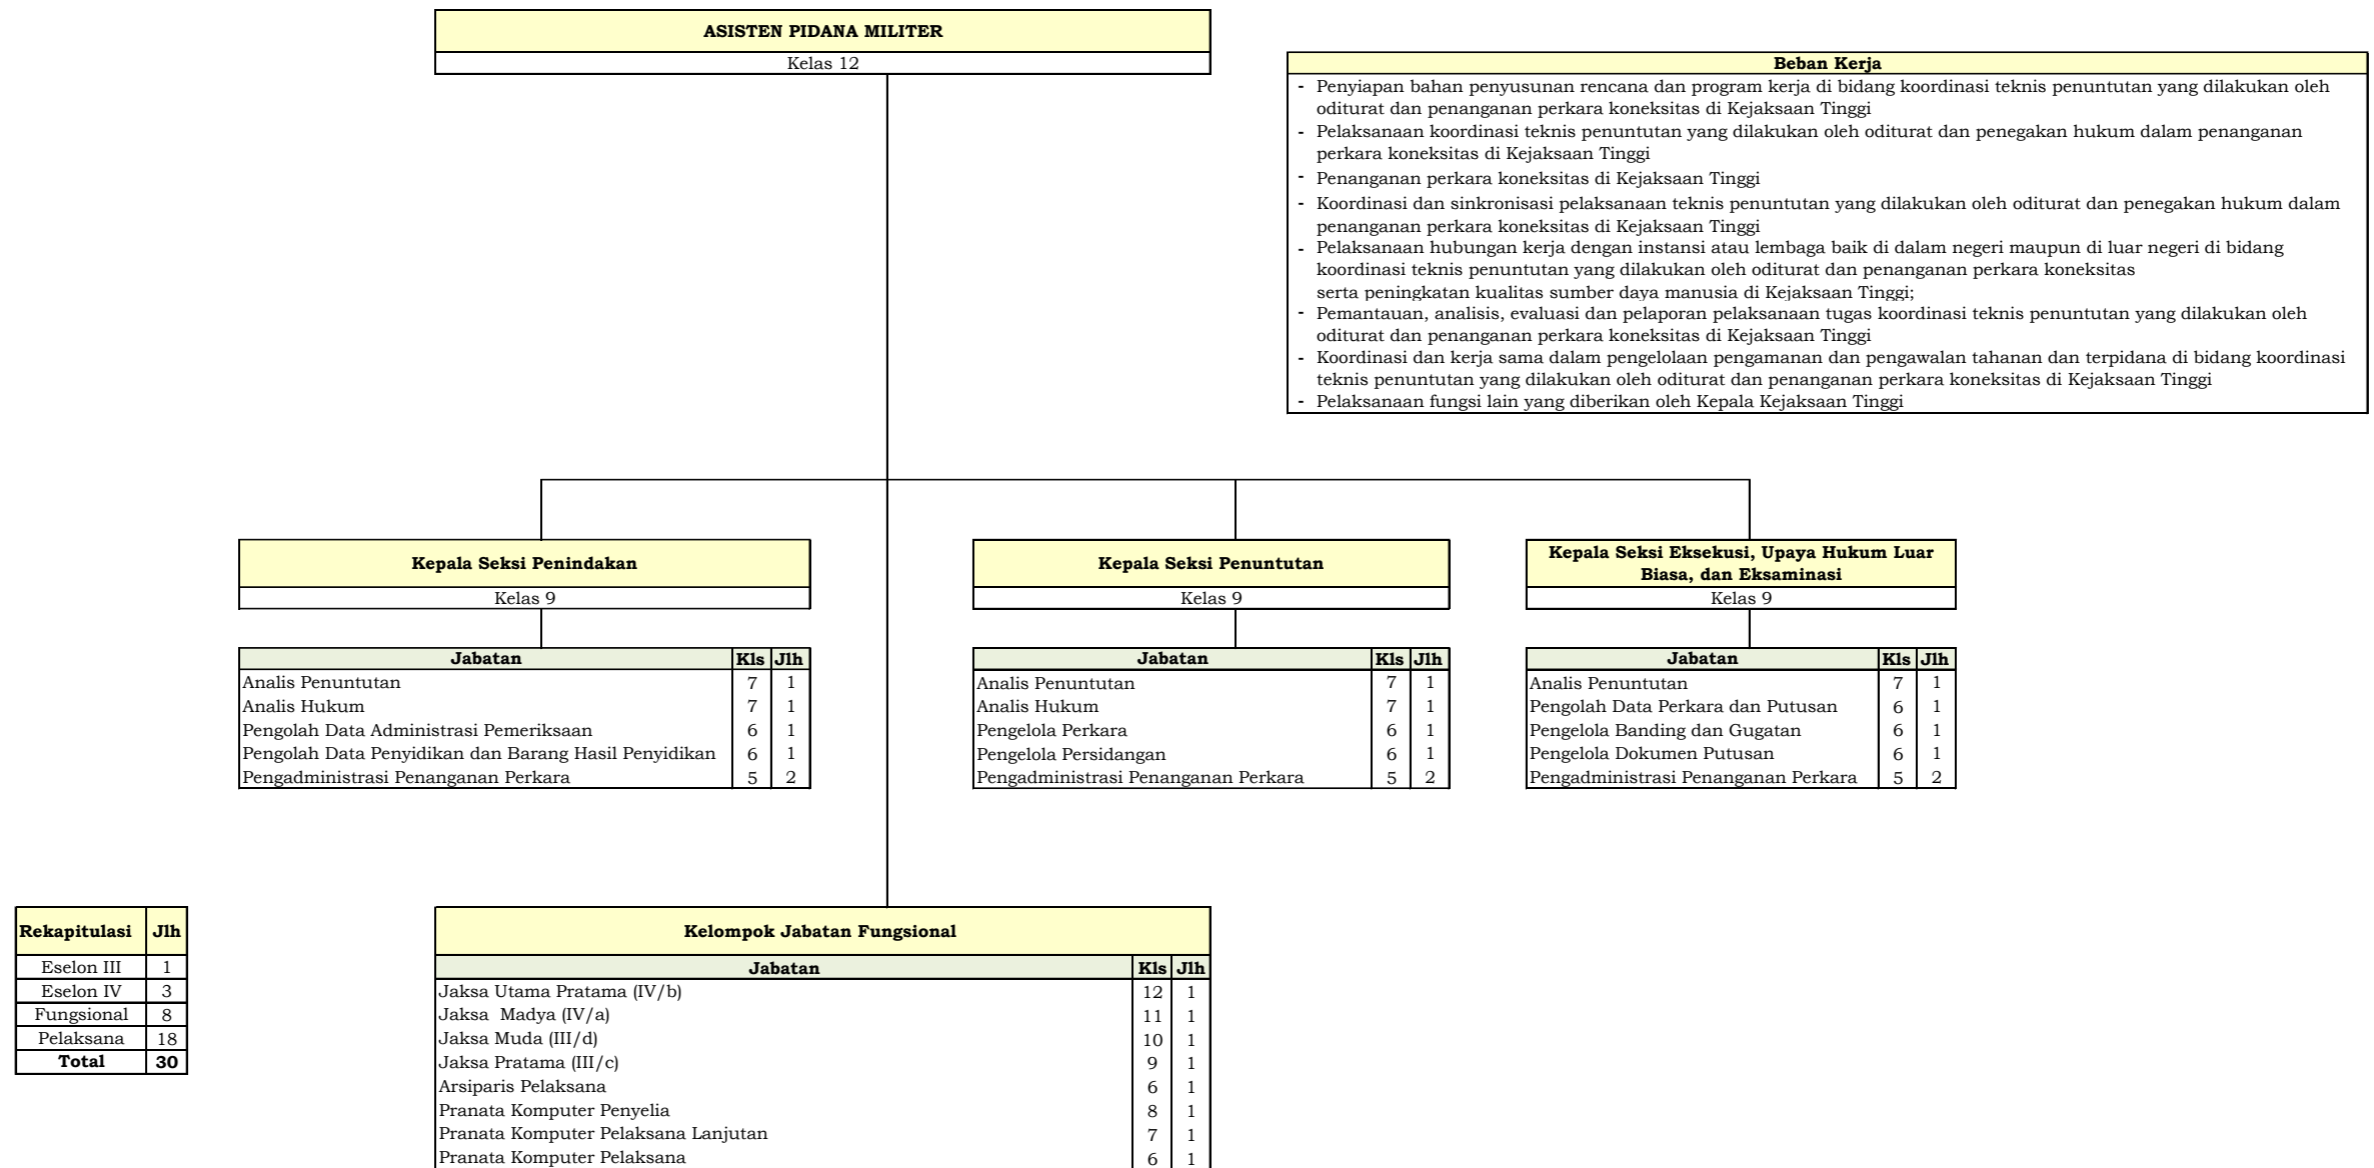 ASISTEN PIDANA MILITER
Kelas 12
Beban Kerja
- Penyiapan bahan penyusunan rencana dan program kerja di bidang koordinasi teknis penuntutan yang dilakukan oleh
oditurat dan penanganan perkara koneksitas di Kejaksaan Tinggi
- Pelaksanaan koordinasi teknis penuntutan yang dilakukan oleh oditurat dan penegakan hukum dalam penanganan
perkara koneksitas di Kejaksaan Tinggi
- Penanganan perkara koneksitas di Kejaksaan Tinggi
- Koordinasi dan sinkronisasi pelaksanaan teknis penuntutan yang dilakukan oleh oditurat dan penegakan hukum dalam
penanganan perkara koneksitas di Kejaksaan Tinggi
- Pelaksanaan hubungan kerja dengan instansi atau lembaga baik di dalam negeri maupun di luar negeri di bidang
koordinasi teknis penuntutan yang dilakukan oleh oditurat dan penanganan perkara koneksitas
serta peningkatan kualitas sumber daya manusia di Kejaksaan Tinggi;
- Pemantauan, analisis, evaluasi dan pelaporan pelaksanaan tugas koordinasi teknis penuntutan yang dilakukan oleh
oditurat dan penanganan perkara koneksitas di Kejaksaan Tinggi
- Koordinasi dan kerja sama dalam pengelolaan pengamanan dan pengawalan tahanan dan terpidana di bidang koordinasi
teknis penuntutan yang dilakukan oleh oditurat dan penanganan perkara koneksitas di Kejaksaan Tinggi
- Pelaksanaan fungsi lain yang diberikan oleh Kepala Kejaksaan Tinggi
Kepala Seksi Penindakan
Kelas 9
Jabatan Kls Jlh
Analis Penuntutan 7 1
Analis Hukum 7 1
Pengolah Data Administrasi Pemeriksaan 6 1
Pengolah Data Penyidikan dan Barang Hasil Penyidikan 6 1
Pengadministrasi Penanganan Perkara 5 2
Kepala Seksi Penuntutan
Kelas 9
Jabatan Kls Jlh
Analis Penuntutan 7 1
Analis Hukum 7 1
Pengelola Perkara 6 1
Pengelola Persidangan 6 1
Pengadministrasi Penanganan Perkara 5 2
Kepala Seksi Eksekusi, Upaya Hukum Luar
Biasa, dan Eksaminasi
Kelas 9
Jabatan Kls Jlh
Analis Penuntutan 7 1
Pengolah Data Perkara dan Putusan 6 1
Pengelola Banding dan Gugatan 6 1
Pengelola Dokumen Putusan 6 1
Pengadministrasi Penanganan Perkara 5 2
Rekapitulasi Jlh
Eselon III 1
Eselon IV 3
Fungsional 8
Pelaksana 18
Total 30
Kelompok Jabatan Fungsional
Jabatan Kls Jlh
Jaksa Utama Pratama (IV/b) 12 1
Jaksa Madya (IV/a) 11 1
Jaksa Muda (III/d) 10 1
Jaksa Pratama (III/c) 9 1
Arsiparis Pelaksana 6 1
Pranata Komputer Penyelia 8 1
Pranata Komputer Pelaksana Lanjutan 7 1
Pranata Komputer Pelaksana 6 1